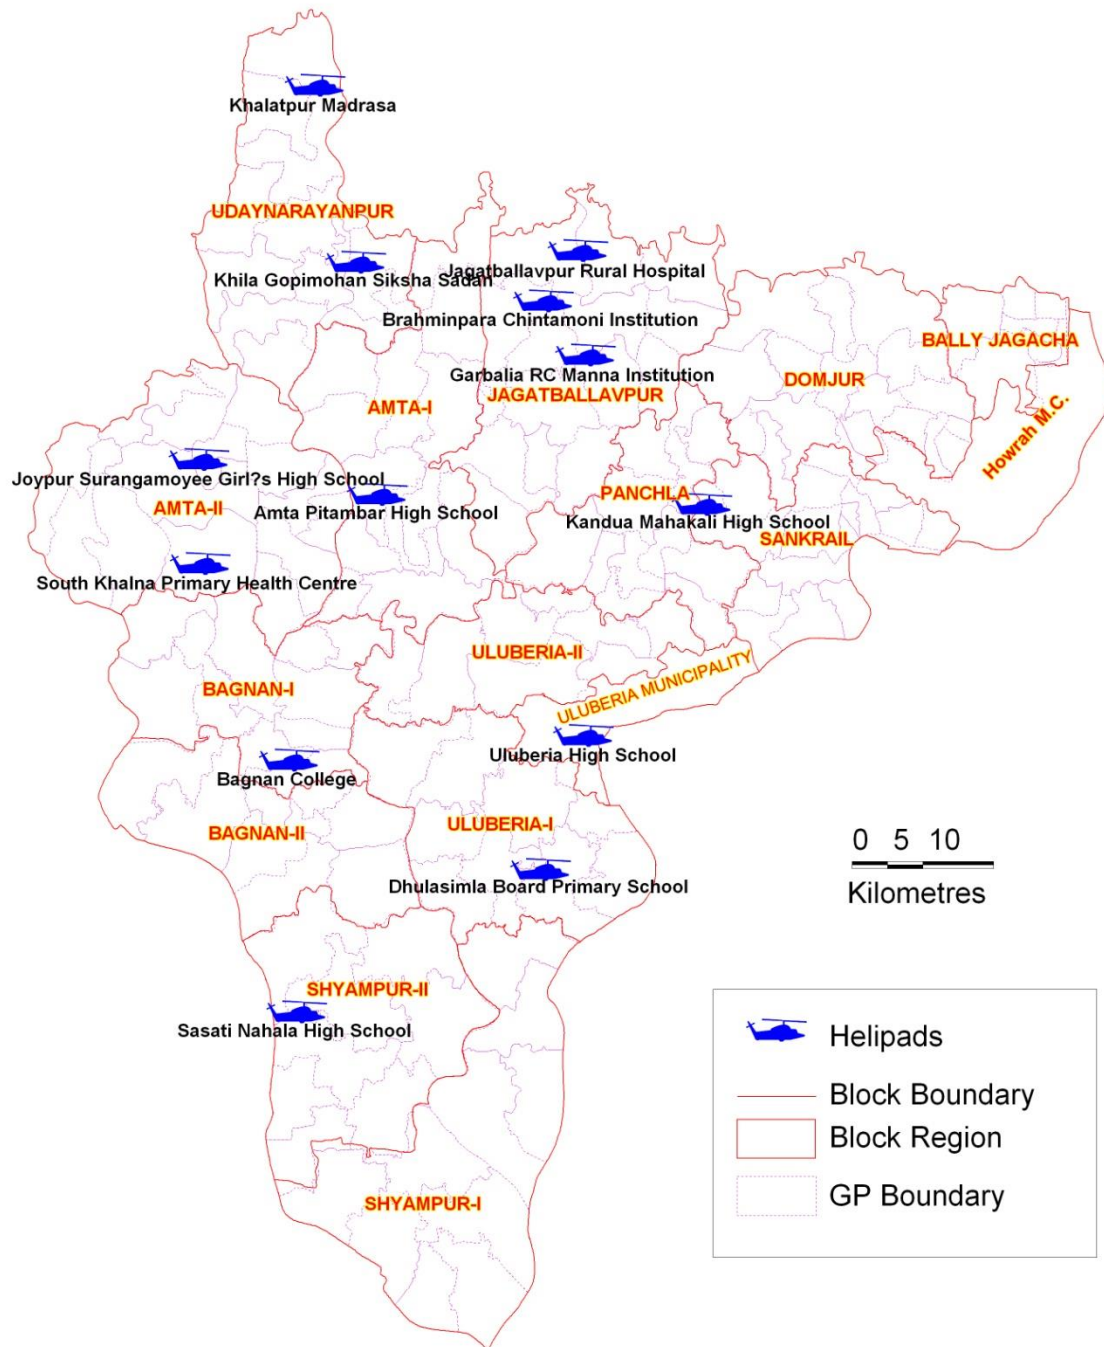 Khalatpur Madrasa
UDAYNARAYANPUR
Khila Gopimohan Siksha Sadan
Jagatballavpur Rural Hospital
Brahminpara Chintamoni Institution
BALLY JAGACHA
Garbalia RC Manna Institution
JAGATBALLAVPUR
DOMJUR
AMTA-I
Howrah M.C.
Joypur Surangamoyee Girl?s High School
AMTA-II
Amta Pitambar High School
PANCHLA
Kandua Mahakali High School
SANKRAIL
South Khalna Primary Health Centre
ULUBERIA-II
BAGNAN-I
ULUBERIA MUNICIPALITY
Uluberia High School
Bagnan College
BAGNAN-II
ULUBERIA-I
0 5 10
Kilometres
Dhulasimla Board Primary School
SHYAMPUR-II
Sasati Nahala High School
SHYAMPUR-I
Helipads
Block Boundary
Block Region
GP Boundary